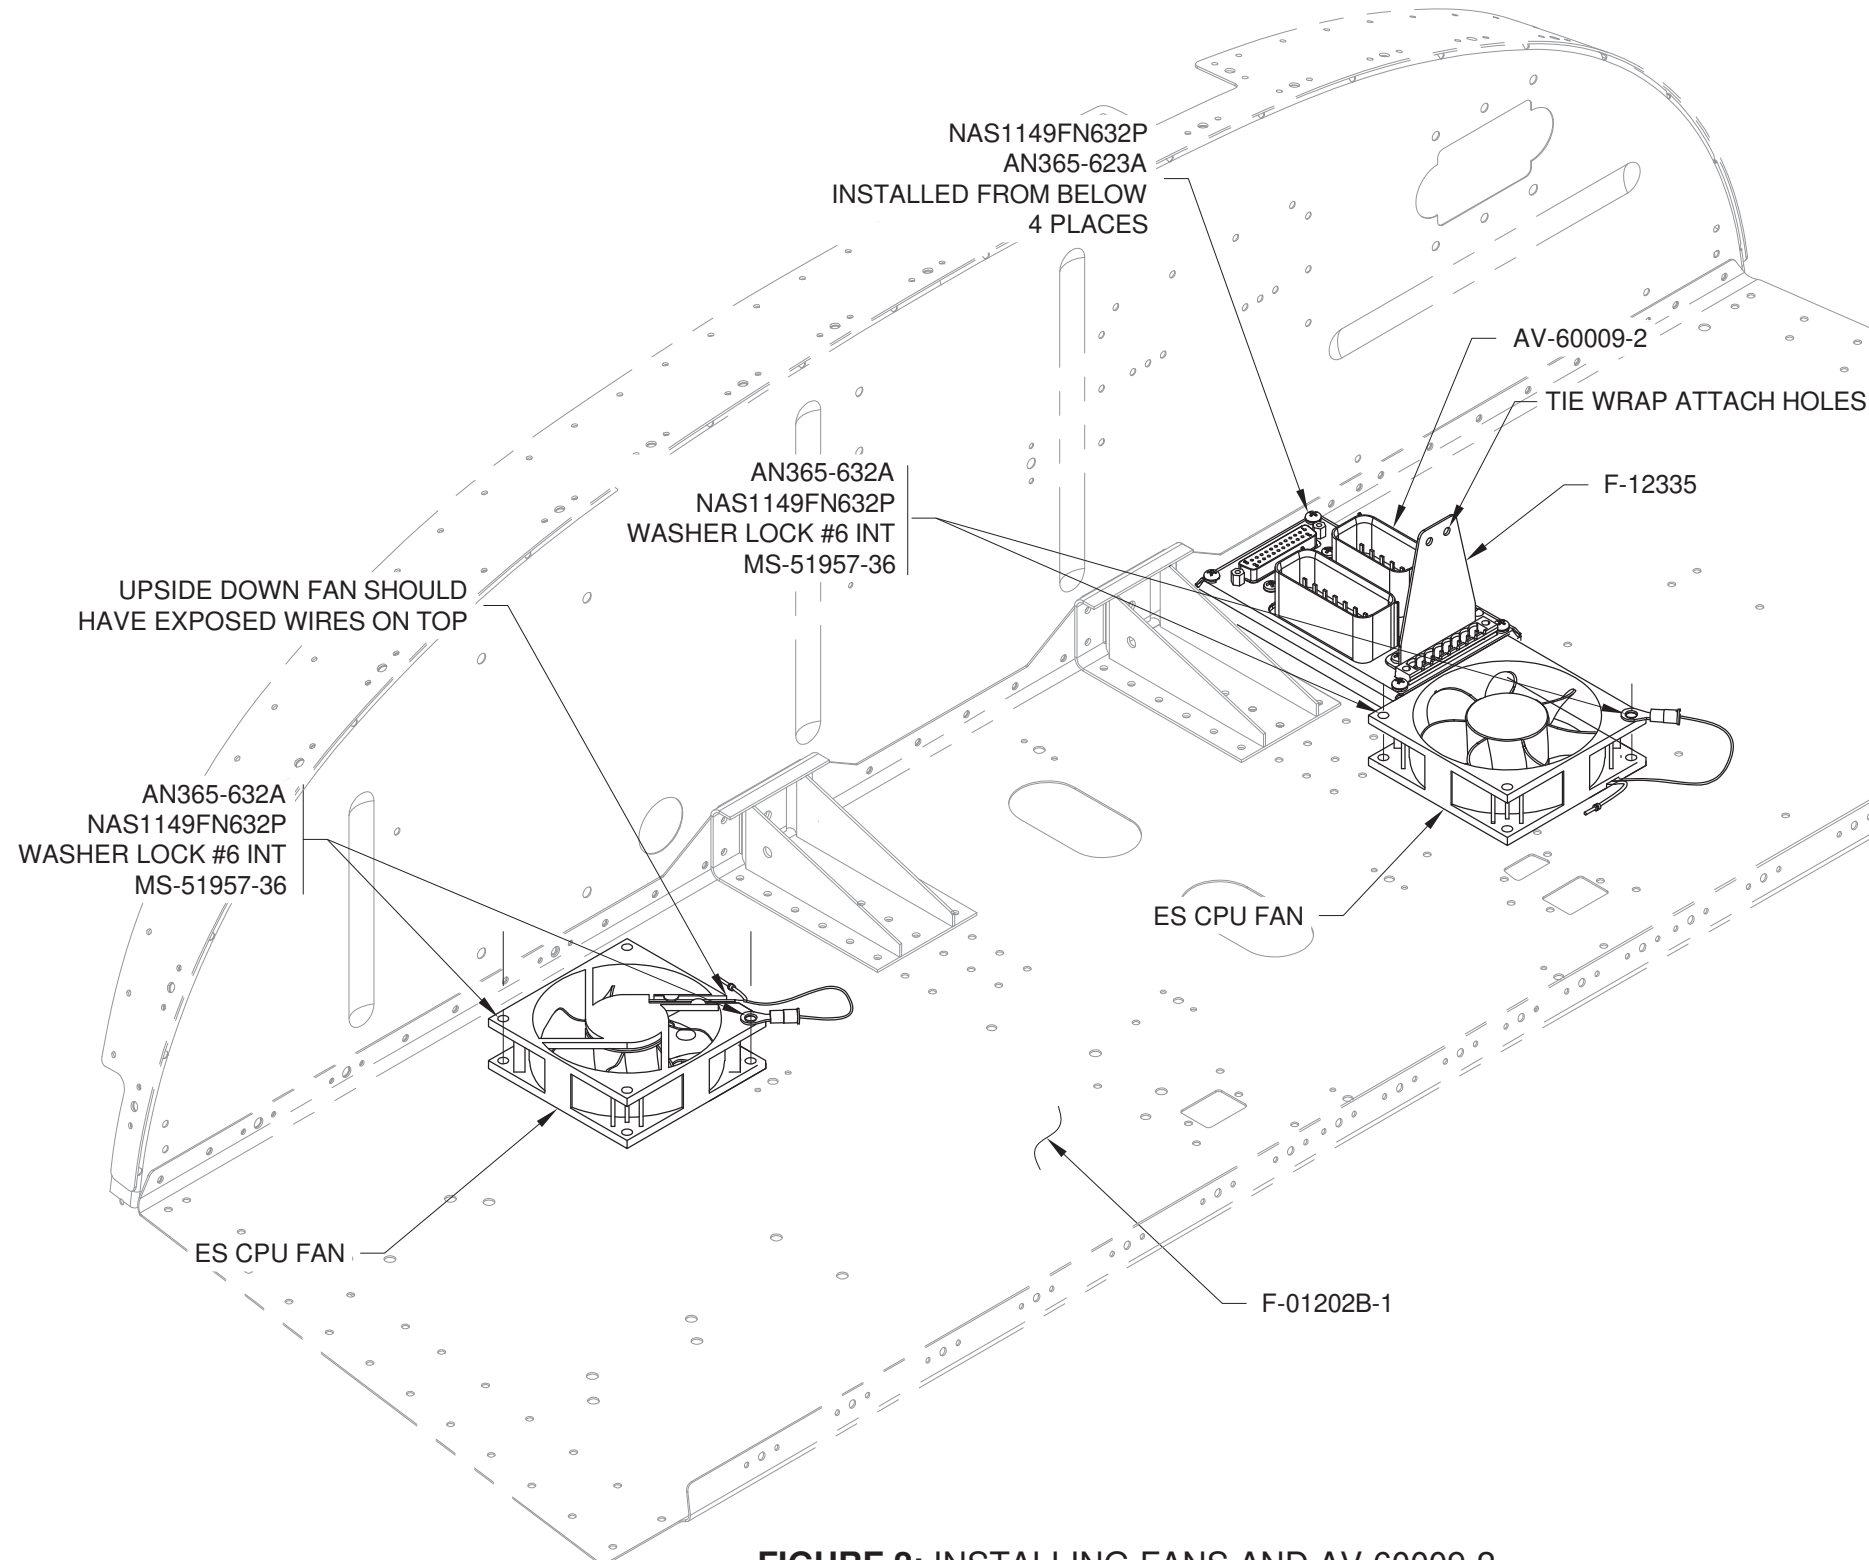 NAS1149FN632P
AN365-623A
INSTALLED FROM BELOW
4 PLACES
AV-60009-2
TIE WRAP ATTACH HOLES
F-12335
AN365-632A
NAS1149FN632P
WASHER LOCK #6 INT
MS-51957-36
UPSIDE DOWN FAN SHOULD
HAVE EXPOSED WIRES ON TOP
AN365-632A
NAS1149FN632P
WASHER LOCK #6 INT
MS-51957-36
ES CPU FAN
ES CPU FAN
F-01202B-1
INSTALLING FANS AND AV-60009-2